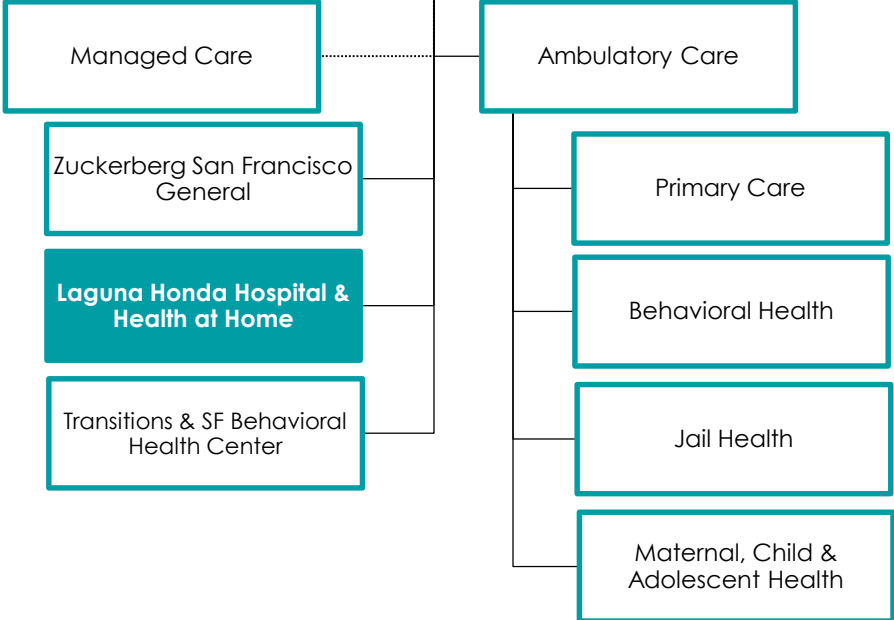 Managed Care
Ambulatory Care
Zuckerberg San Francisco
General
Laguna Honda Hospital &
Health at Home
Transitions & SF Behavioral
Health Center
Primary Care
Behavioral Health
Jail Health
Maternal, Child &
Adolescent Health